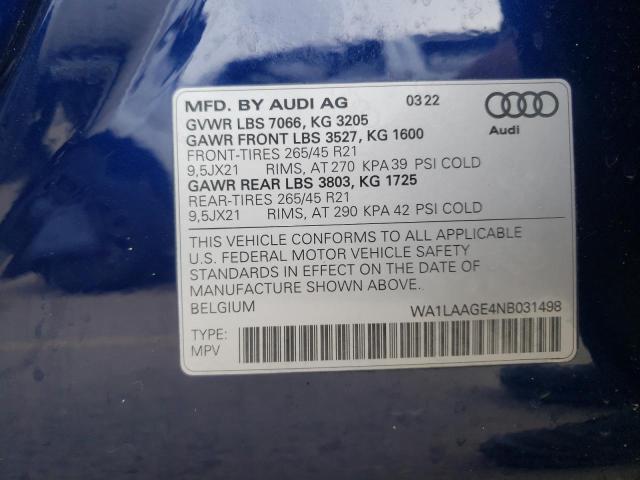 MFD. BY AUDI AG 03 22
GVWR LBS 7066, KG 3205
GAWR FRONT LBS 3527, KG 1600
FRONT-TIRES 265/45 R21
9,5JX21 RIMS, AT 270 KPA 39 PSI COLD
GAWR REAR LBS 3803, KG 1725
REAR-TIRES 265/45 R21
9,5JX21 RIMS, AT 290 KPA 42 PSI COLD
Audi
THIS VEHICLE CONFORMS TO ALL APPLICABLE
U.S. FEDERAL MOTOR VEHICLE SAFETY
STANDARDS IN EFFECT ON THE DATE OF
MANUFACTURE SHOWN ABOVE.
BELGIUM WA1LAAGE4NB031498
TYPE:
MPV